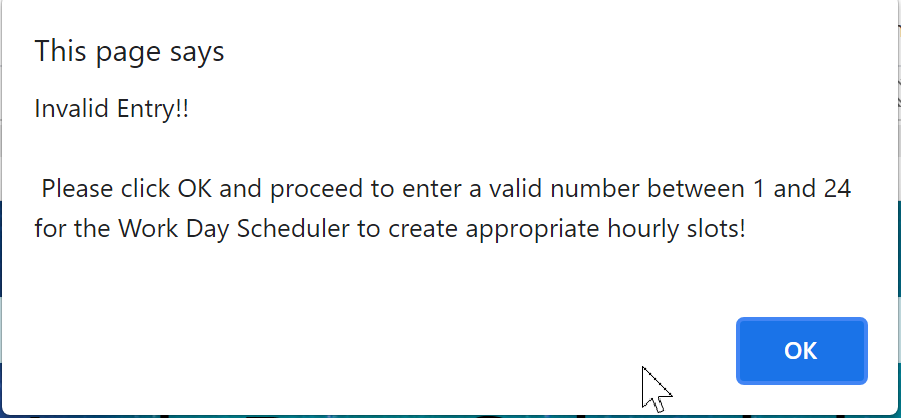 This page says
Invalid Entry!!
Please click OK and proceed to enter a valid number between 1 and 24
for the Work Day Scheduler to create appropriate hourly slots!
OK